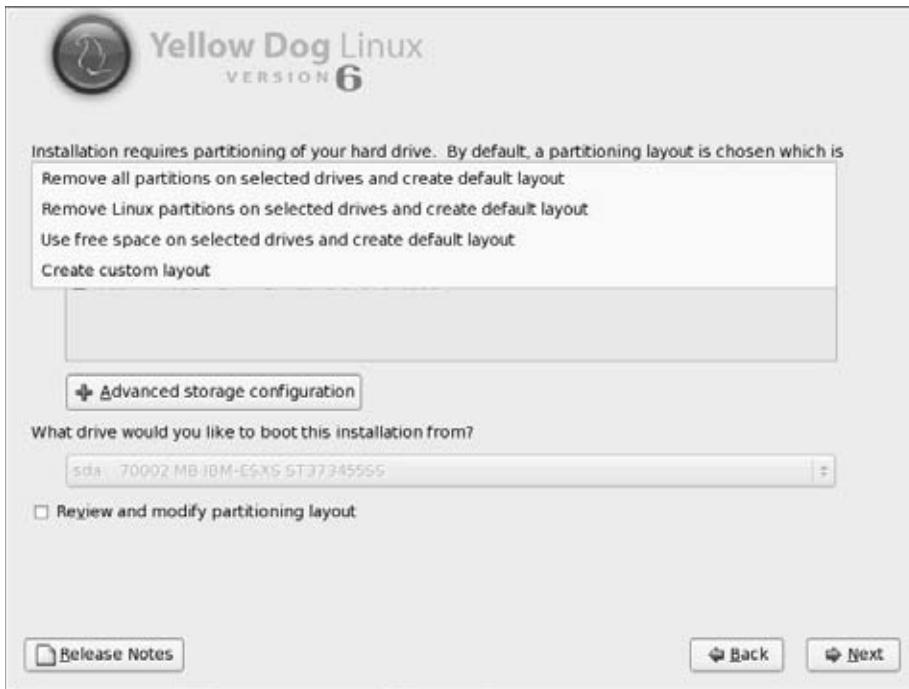 Yellow Dog Linux
VERSION 6
Installation requires partitioning of your hard drive. By default, a partitioning layout is chosen which is
Remove all partitions on selected drives and create default layout
Remove Linux partitions on selected drives and create default layout
Use free space on selected drives and create default layout
Create custom layout
Advanced storage configuration
What drive would you like to boot this installation from?
sda 70002 MB IBM-ESXS ST373455SS
Review and modify partitioning layout
Release Notes
Back
Next